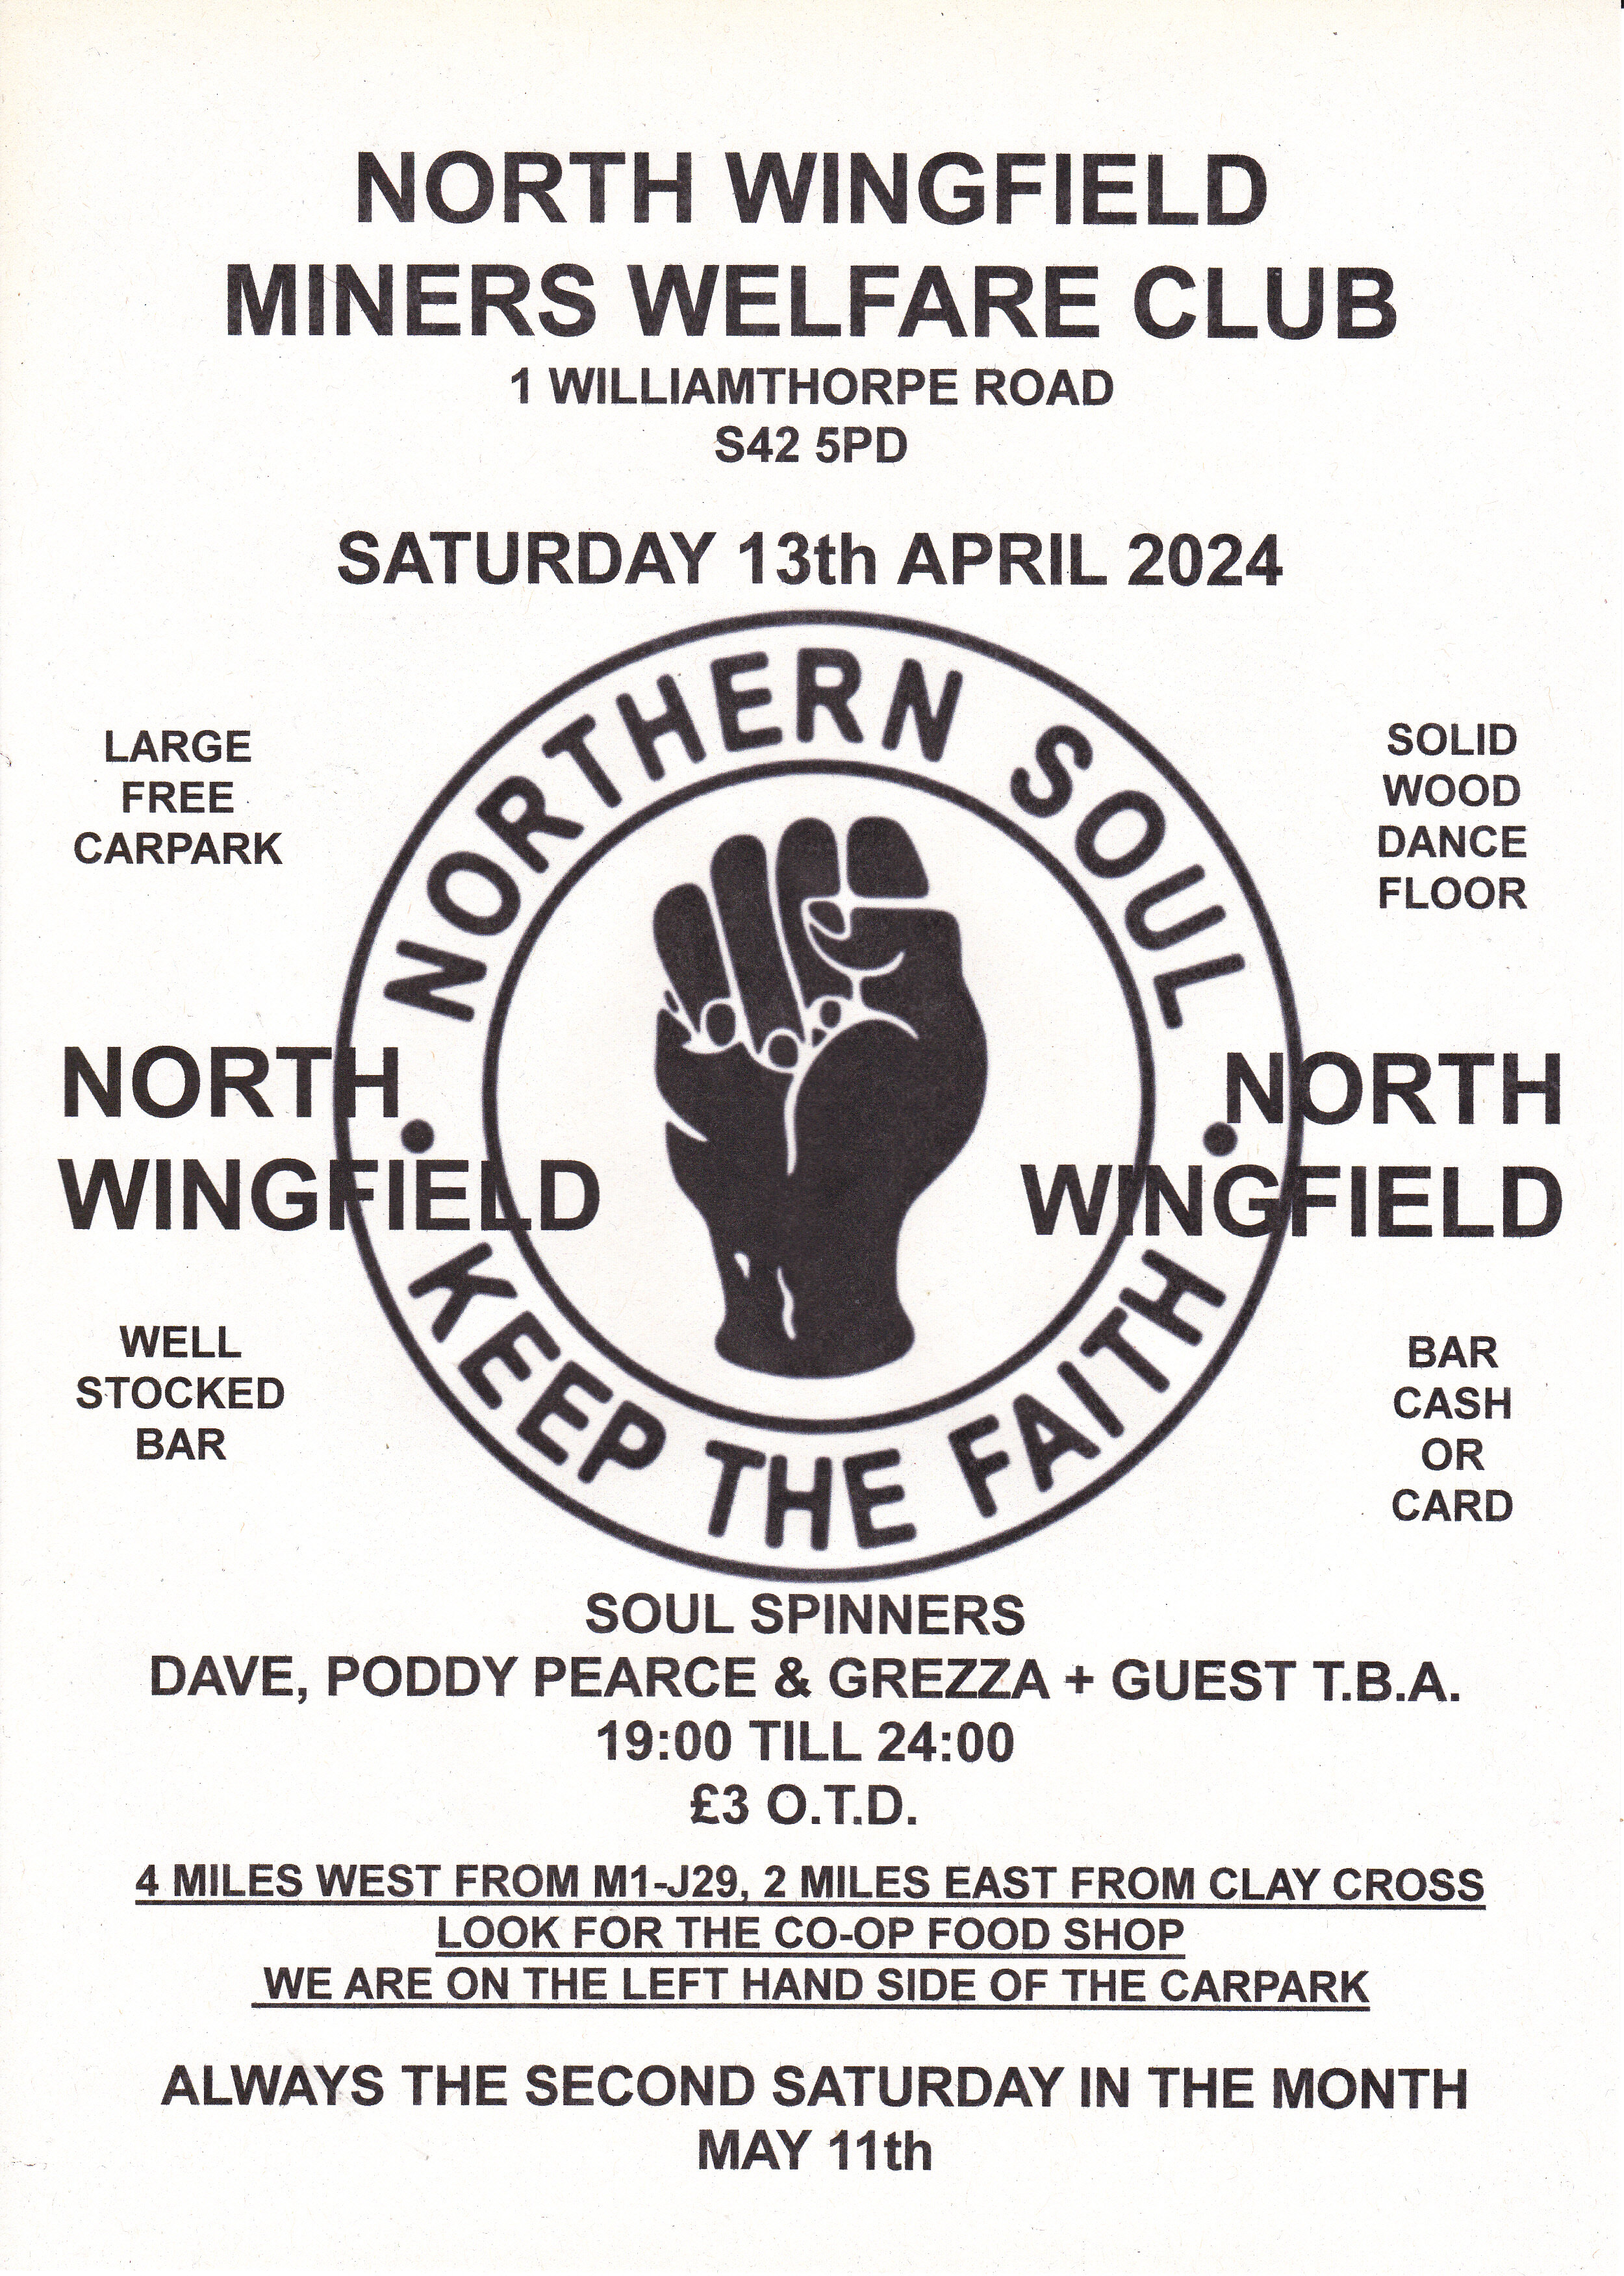 NORTH WINGFIELD
MINERS WELFARE CLUB
1 WILLIAMTHORPE ROAD
S42 5PD
SATURDAY 13th APRIL 2024
NORTHERN SOUL
LARGE
FREE
CARPARK
SOLID
WOOD
DANCE
FLOOR
NORTH
WINGFIELD
NORTH
WINGFIELD
KEEP THE FAITH
WELL
STOCKED
BAR
BAR
CASH
OR
CARD
SOUL SPINNERS
DAVE, PODDY PEARCE & GREZZA + GUEST T.B.A.
19:00 TILL 24:00
£3 O.T.D.
4 MILES WEST FROM M1-J29, 2 MILES EAST FROM CLAY CROSS
LOOK FOR THE CO-OP FOOD SHOP
WE ARE ON THE LEFT HAND SIDE OF THE CARPARK
ALWAYS THE SECOND SATURDAY IN THE MONTH
MAY 11th